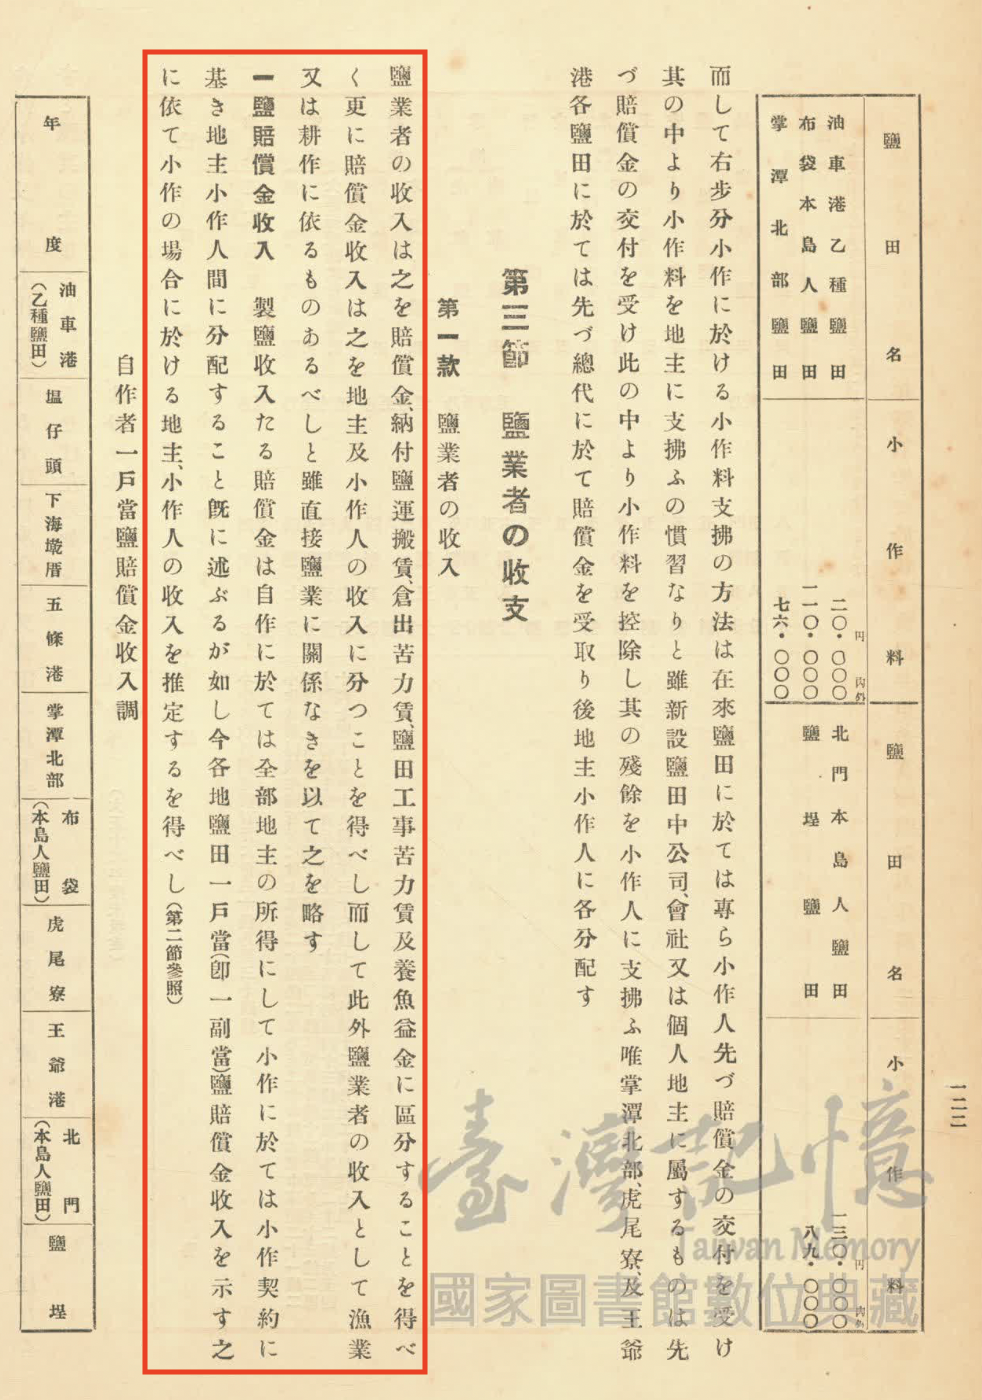 一二二
鹽田名 小作料 鹽田名 小作料
油車港乙種鹽田 二〇・〇〇〇 円 內外 北門本島人鹽田 一三〇・〇〇〇 円 內外
布袋本島人鹽田 一一〇・〇〇〇 鹽埕鹽田 八九・〇〇〇
掌潭北部鹽田 七六・〇〇〇
而して右步分小作に於ける小作料支拂の方法は在來鹽田に於ては專ら小作人先づ賠償金の交付を受け
其の中より小作料を地主に支拂ふの慣習なりと雖新設鹽田中公司、會社又は個人地主に屬するものは先
づ賠償金の交付を受け此の中より小作料を控除し其の殘餘を小作人に支拂ふ唯掌潭北部、虎尾寮、及王爺
港各鹽田に於ては先づ總代に於て賠償金を受取り後地主小作人に各分配す
第三節 鹽業者の收支
第一款 鹽業者の收入
鹽業者の收入は之を賠償金、納付鹽運搬賃、倉出苦力賃、鹽田工事苦力賃及養魚益金に區分することを得べ
く更に賠償金收入は之を地主及小作人の收入に分つことを得べし而して此外鹽業者の收入として漁業
又は耕作に依るものあるべしと雖直接鹽業に關係なきを以て之を略す
一鹽賠償金收入 製鹽收入たる賠償金は自作に於ては全部地主の所得にして小作に於ては小作契約に
基き地主小作人間に分配すること既に述ぶるが如し今各地鹽田一戶當(卽一副當)鹽賠償金收入を示す之
に依て小作の場合に於ける地主、小作人の收入を推定するを得べし(第二節參照)
自作者一戶當鹽賠償金收入調
年度
油車港(乙種鹽田)
塭仔頭
下海墘厝
五條港
掌潭北部
布袋(本島人鹽田)
虎尾寮
王爺港
北門(本島人鹽田)
鹽埕
臺灣記憶
Taiwan Memory
國家圖書館數位典藏